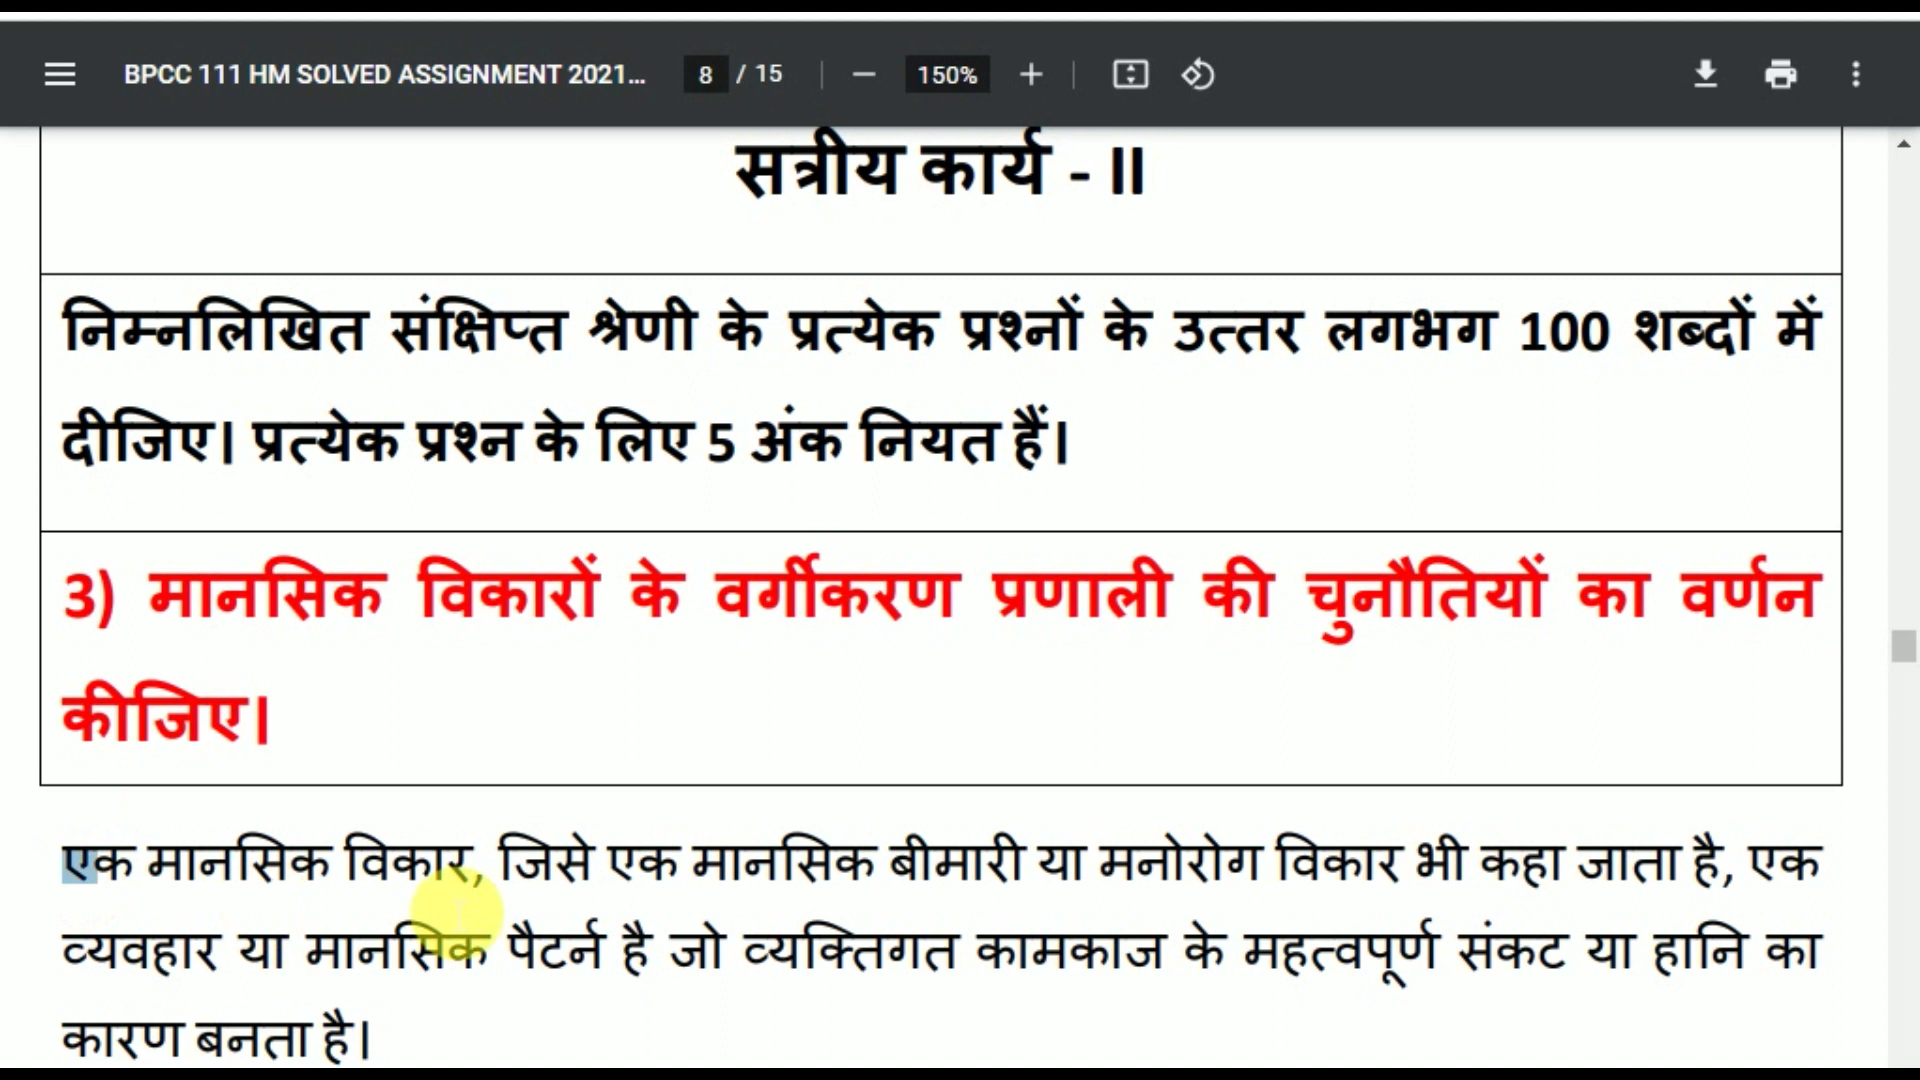 BPCC 111 HM SOLVED ASSIGNMENT 2021... 8 / 15 150%
सत्रीय कार्य - II
निम्नलिखित संक्षिप्त श्रेणी के प्रत्येक प्रश्नों के उत्तर लगभग 100 शब्दों में
दीजिए। प्रत्येक प्रश्न के लिए 5 अंक नियत हैं।
3) मानसिक विकारों के वर्गीकरण प्रणाली की चुनौतियों का वर्णन
कीजिए।
एक मानसिक विकार, जिसे एक मानसिक बीमारी या मनोरोग विकार भी कहा जाता है, एक
व्यवहार या मानसिक पैटर्न है जो व्यक्तिगत कामकाज के महत्वपूर्ण संकट या हानि का
कारण बनता है।